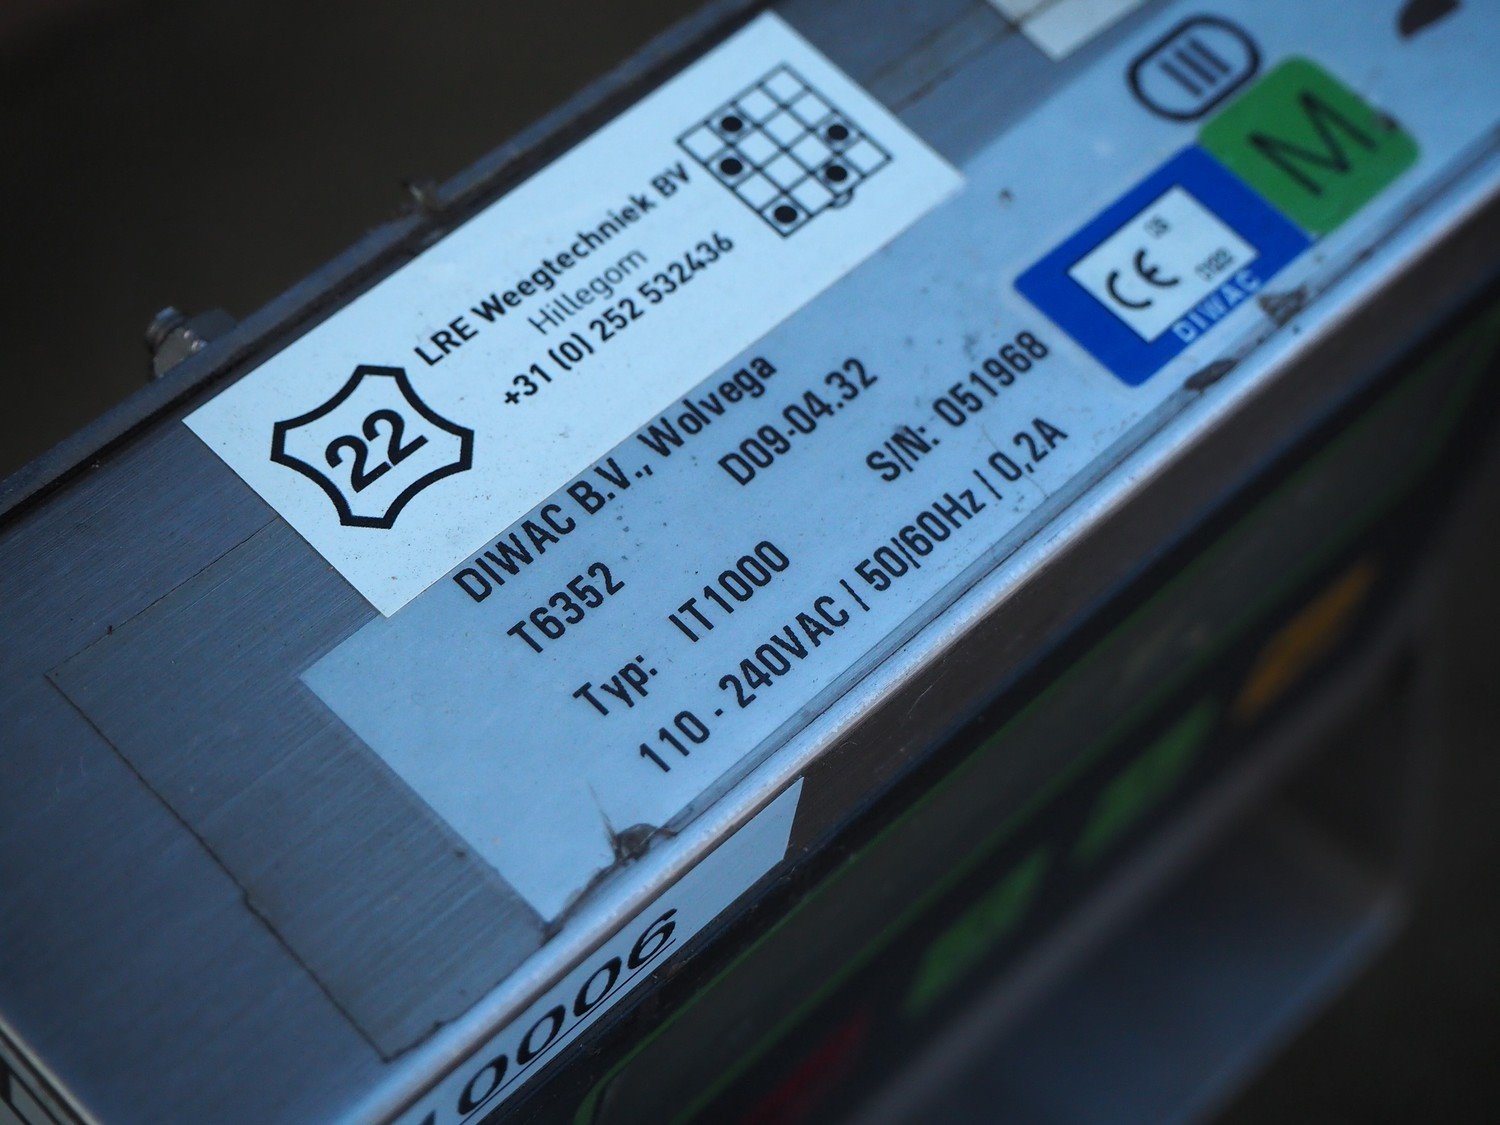 LRE Weegtechniek BV
Hillegom
+31 (0) 252 532436
22
III
M
CE
DIWAC
DIWAC B.V., Wolvega
T6352 D09-04.32
Typ: IT1000 S/N: 051968
110 - 240VAC / 50/60Hz / 0,2A
0006